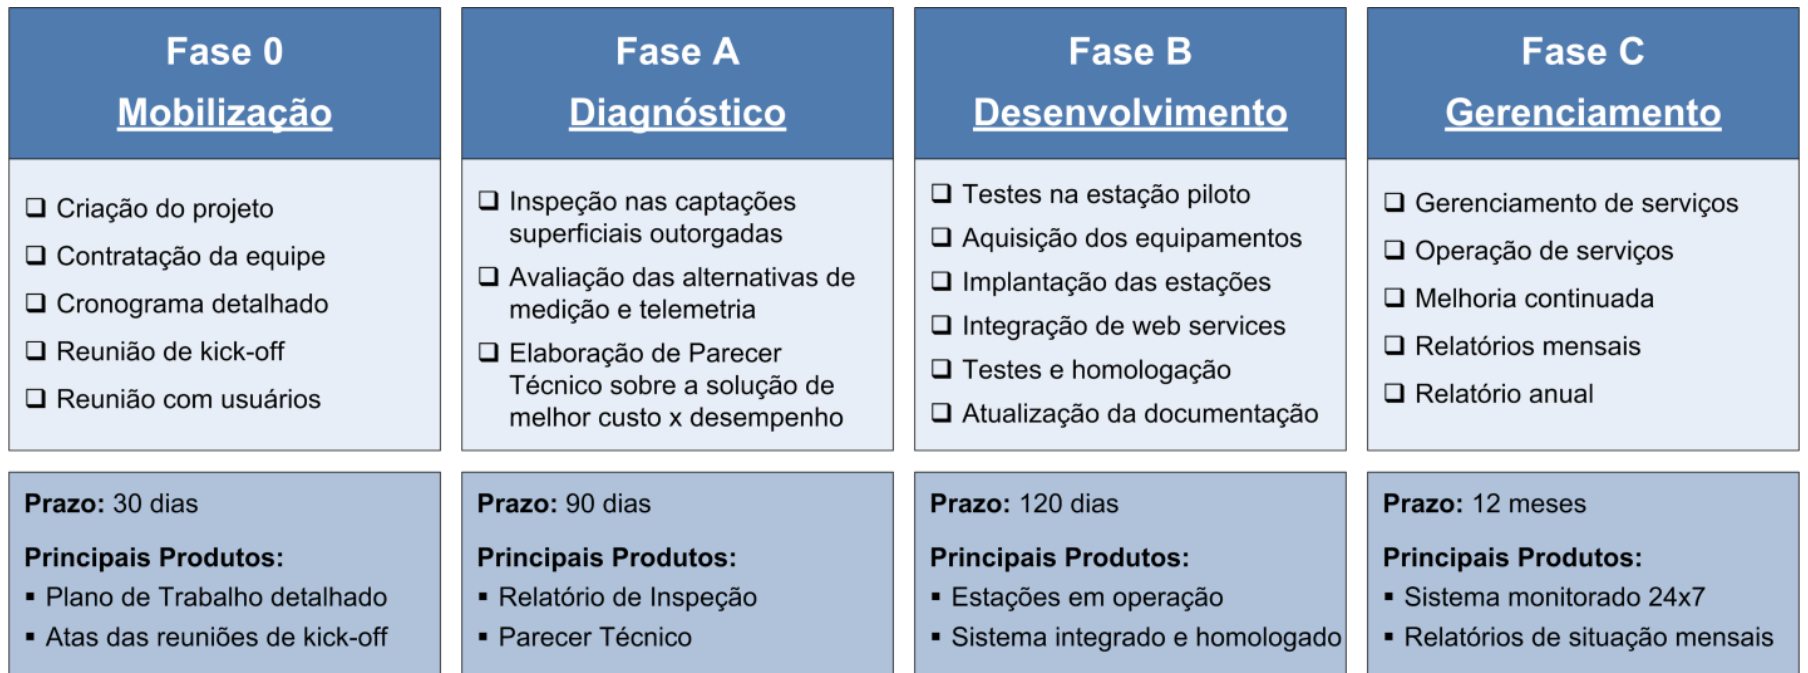 Fase 0
Mobilização
❑ Criação do projeto
❑ Contratação da equipe
❑ Cronograma detalhado
❑ Reunião de kick-off
❑ Reunião com usuários
Prazo: 30 dias
Principais Produtos:
▪ Plano de Trabalho detalhado
▪ Atas das reuniões de kick-off
Fase A
Diagnóstico
❑ Inspeção nas captações
superficiais outorgadas
❑ Avaliação das alternativas de
medição e telemetria
❑ Elaboração de Parecer
Técnico sobre a solução de
melhor custo x desempenho
Prazo: 90 dias
Principais Produtos:
▪ Relatório de Inspeção
▪ Parecer Técnico
Fase B
Desenvolvimento
❑ Testes na estação piloto
❑ Aquisição dos equipamentos
❑ Implantação das estações
❑ Integração de web services
❑ Testes e homologação
❑ Atualização da documentação
Prazo: 120 dias
Principais Produtos:
▪ Estações em operação
▪ Sistema integrado e homologado
Fase C
Gerenciamento
❑ Gerenciamento de serviços
❑ Operação de serviços
❑ Melhoria continuada
❑ Relatórios mensais
❑ Relatório anual
Prazo: 12 meses
Principais Produtos:
▪ Sistema monitorado 24x7
▪ Relatórios de situação mensais